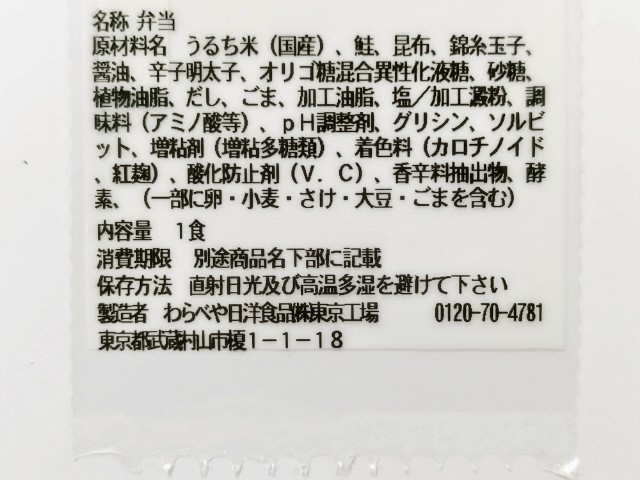 名称 弁当
原材料名　うるち米（国産）、鮭、昆布、錦糸玉子、
醤油、辛子明太子、オリゴ糖混合異性化液糖、砂糖、
植物油脂、だし、ごま、加工油脂、塩／加工澱粉、調
味料（アミノ酸等）、ｐＨ調整剤、グリシン、ソルビ
ット、増粘剤（増粘多糖類）、着色料（カロチノイド
、紅麹）、酸化防止剤（Ｖ．Ｃ）、香辛料抽出物、酵
素、（一部に卵・小麦・さけ・大豆・ごまを含む）
内容量　１食
消費期限　別途商品名下部に記載
保存方法　直射日光及び高温多湿を避けて下さい
製造者　わらべや日洋食品㈱東京工場　0120-70-4781
東京都武蔵村山市榎１－１－１８